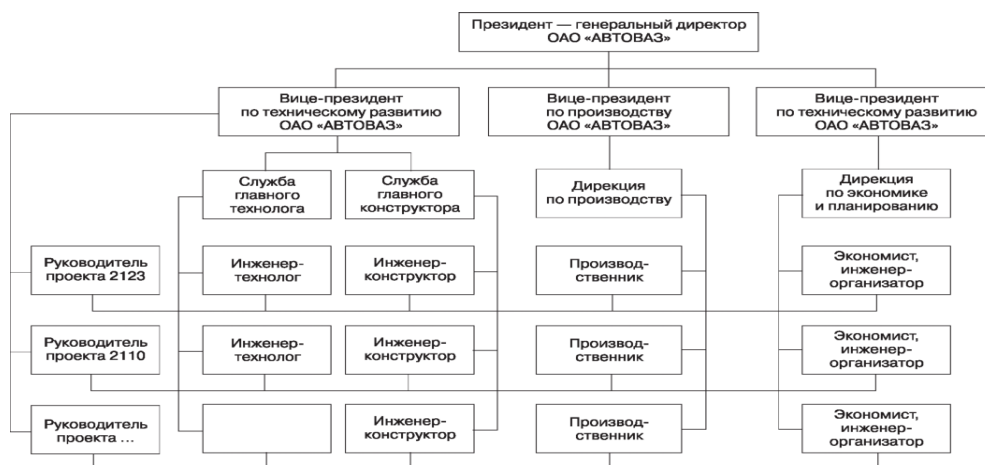 Президент — генеральный директор
ОАО «АВТОВАЗ»
Вице-президент
по техническому развитию
ОАО «АВТОВАЗ»
Вице-президент
по производству
ОАО «АВТОВАЗ»
Вице-президент
по техническому развитию
ОАО «АВТОВАЗ»
Служба
главного
технолога
Служба
главного
конструктора
Дирекция
по производству
Дирекция
по экономике
и планированию
Руководитель
проекта 2123
Инженер-
технолог
Инженер-
конструктор
Производ-
ственник
Экономист,
инженер-
организатор
Руководитель
проекта 2110
Инженер-
технолог
Инженер-
конструктор
Производ-
ственник
Экономист,
инженер-
организатор
Руководитель
проекта ...
Инженер-
конструктор
Производ-
ственник
Экономист,
инженер-
организатор